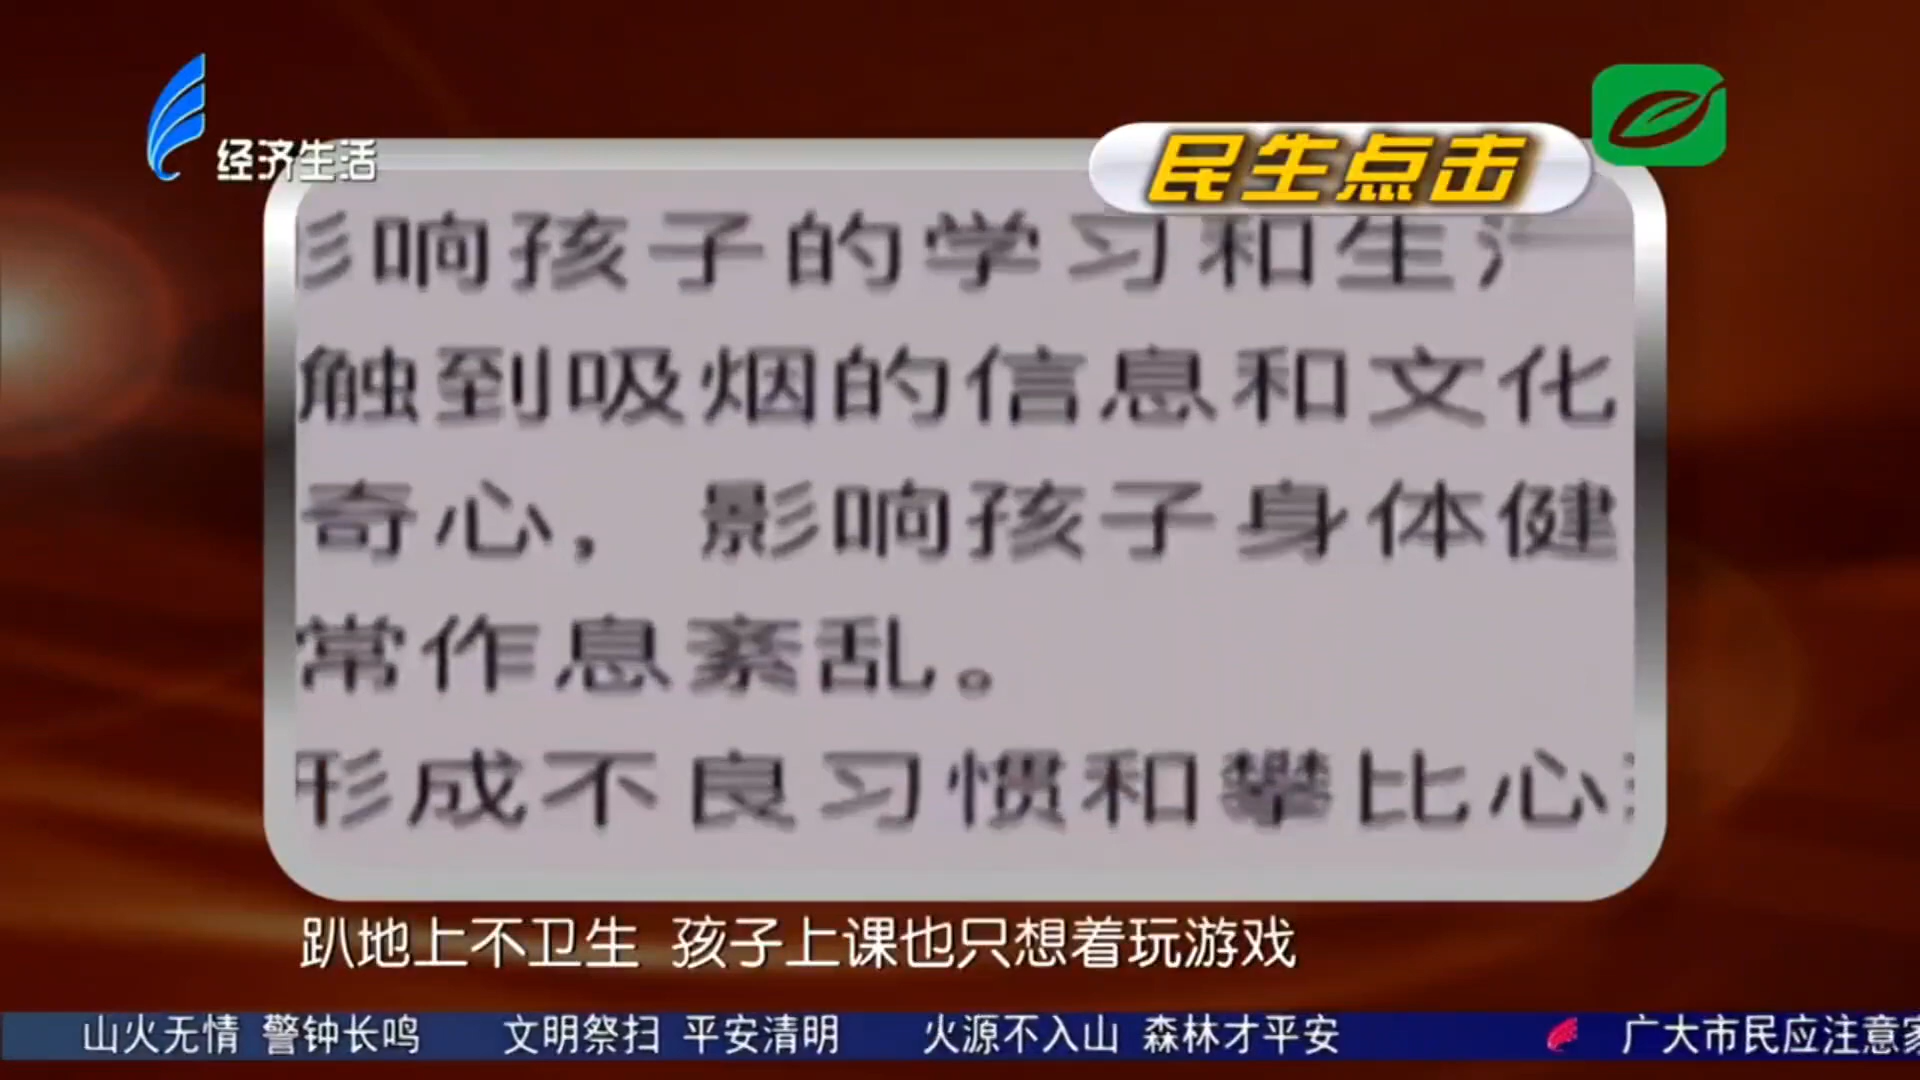 经济生活
民生点击
影响孩子的学习和生
触到吸烟的信息和文化
奇心，影响孩子身体健
常作息紊乱。
形成不良习惯和攀比心
趴地上不卫生 孩子上课也只想着玩游戏
山火无情 警钟长鸣 文明祭扫 平安清明 火源不入山 森林才平安 广大市民应注意